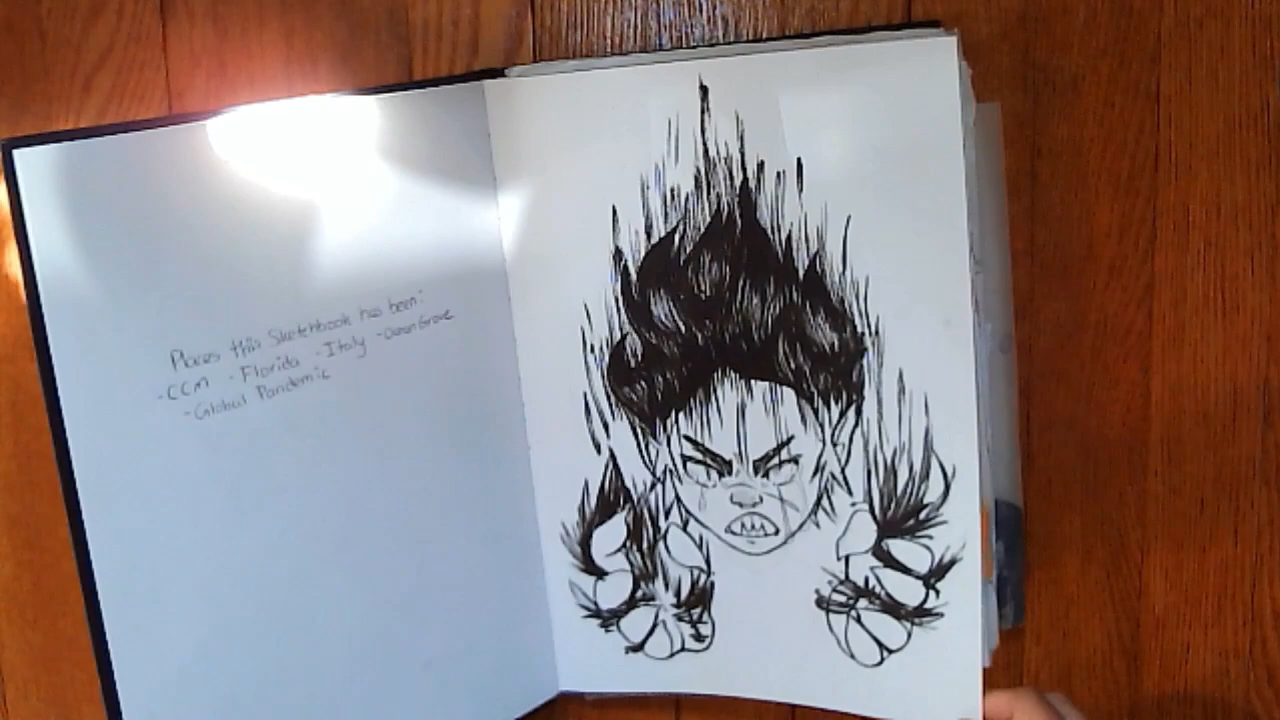 Places this Sketchbook has been:
-CCM -Florida -Italy -Ocean Grove
-Global Pandemic